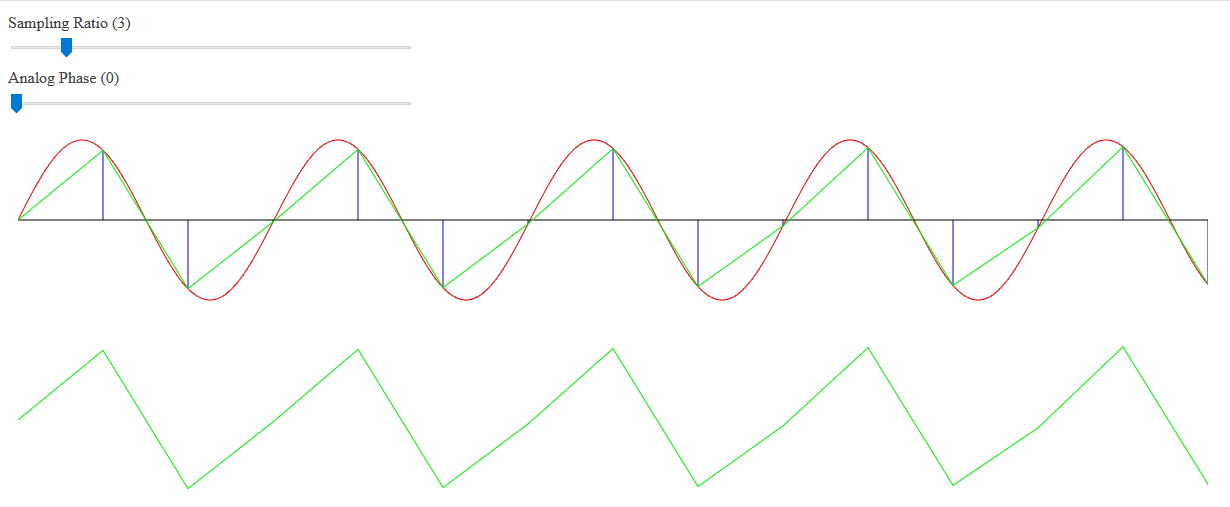 Sampling Ratio (3)
Analog Phase (0)